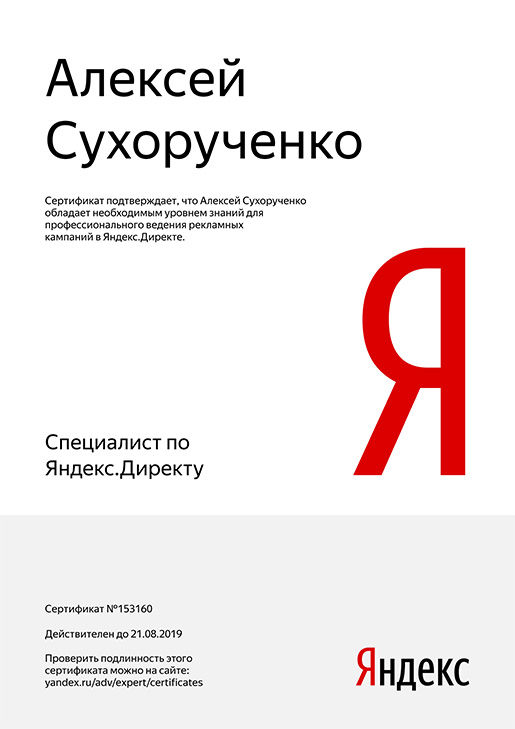 Алексей
Сухорученко
Сертификат подтверждает, что Алексей Сухорученко
обладает необходимым уровнем знаний для
профессионального ведения рекламных
кампаний в Яндекс.Директе.
Я
Специалист по
Яндекс.Директу
Сертификат №153160
Действителен до 21.08.2019
Проверить подлинность этого
сертификата можно на сайте:
yandex.ru/adv/expert/certificates
Яндекс